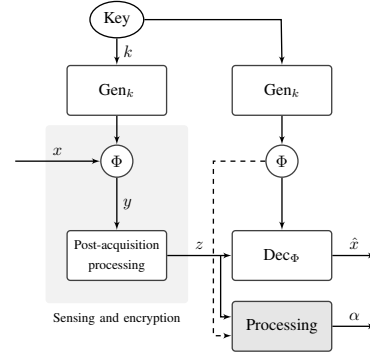 Key
k
Gen_k
Gen_k
x
Φ
Φ
y
Post-acquisition
processing
z
Dec_Φ
x̂
Sensing and encryption
Processing
α